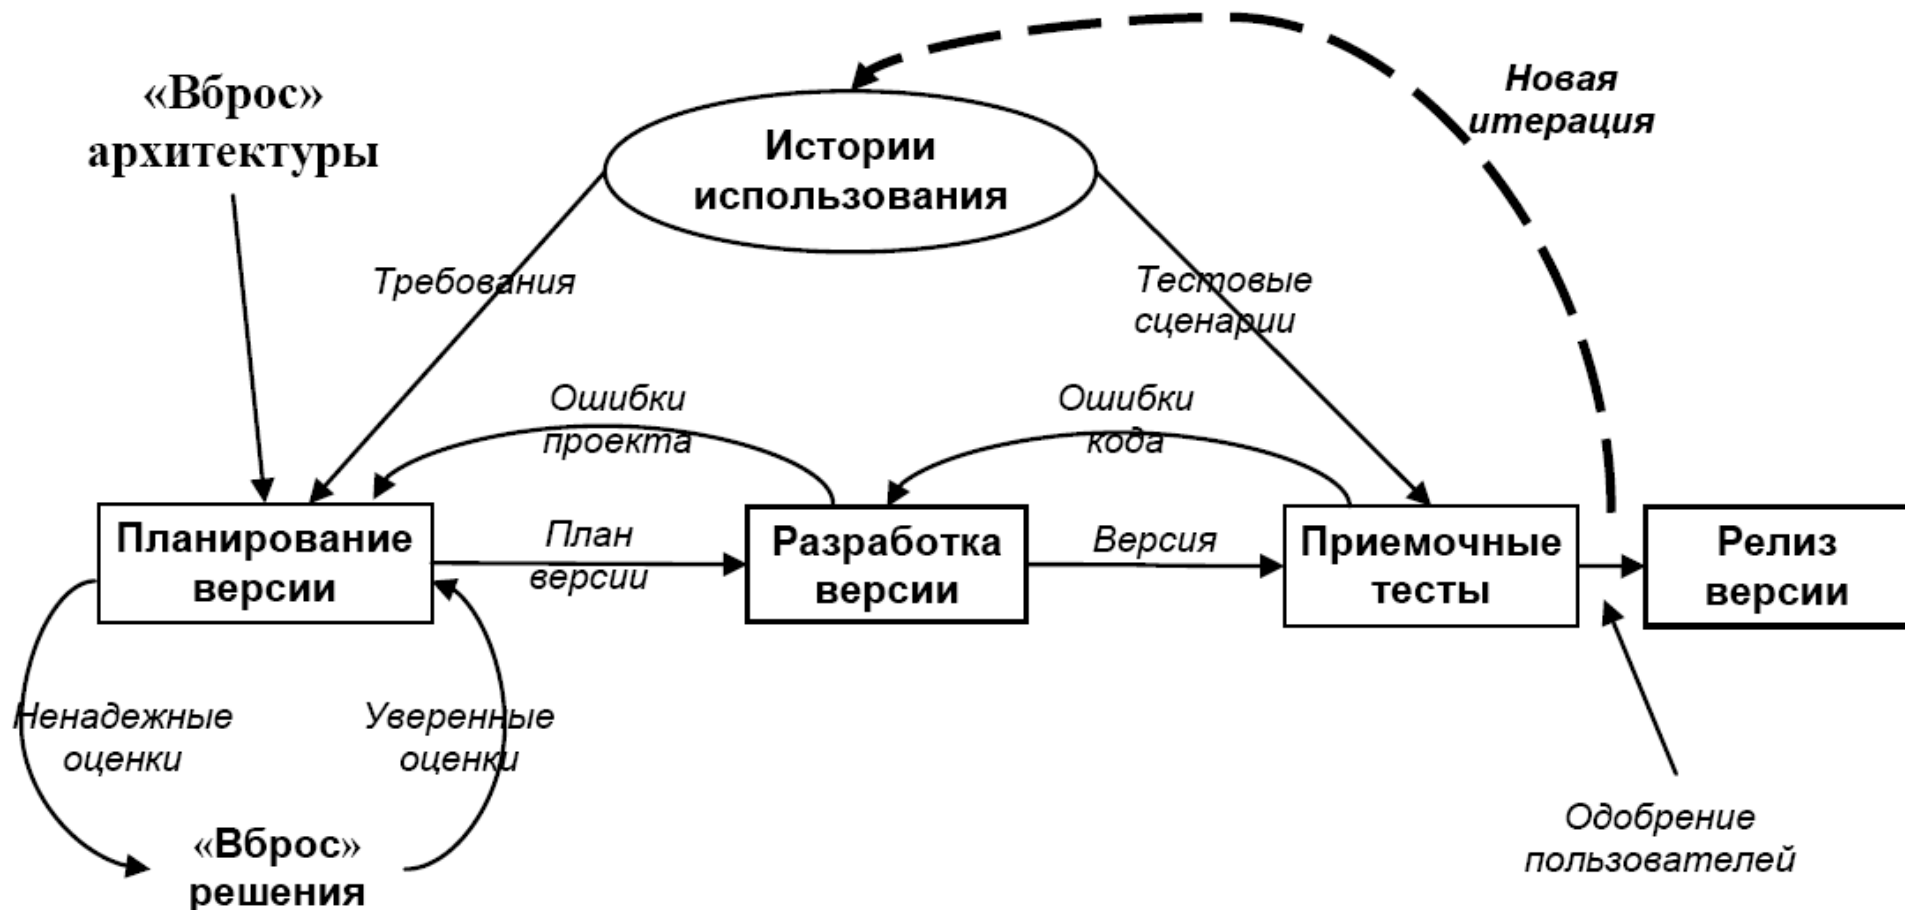 «Вброс»
архитектуры
Истории
использования
Новая
итерация
Требования
Тестовые
сценарии
Ошибки
проекта
Ошибки
кода
Планирование
версии
План
версии
Разработка
версии
Версия
Приемочные
тесты
Релиз
версии
Ненадежные
оценки
Уверенные
оценки
«Вброс»
решения
Одобрение
пользователей